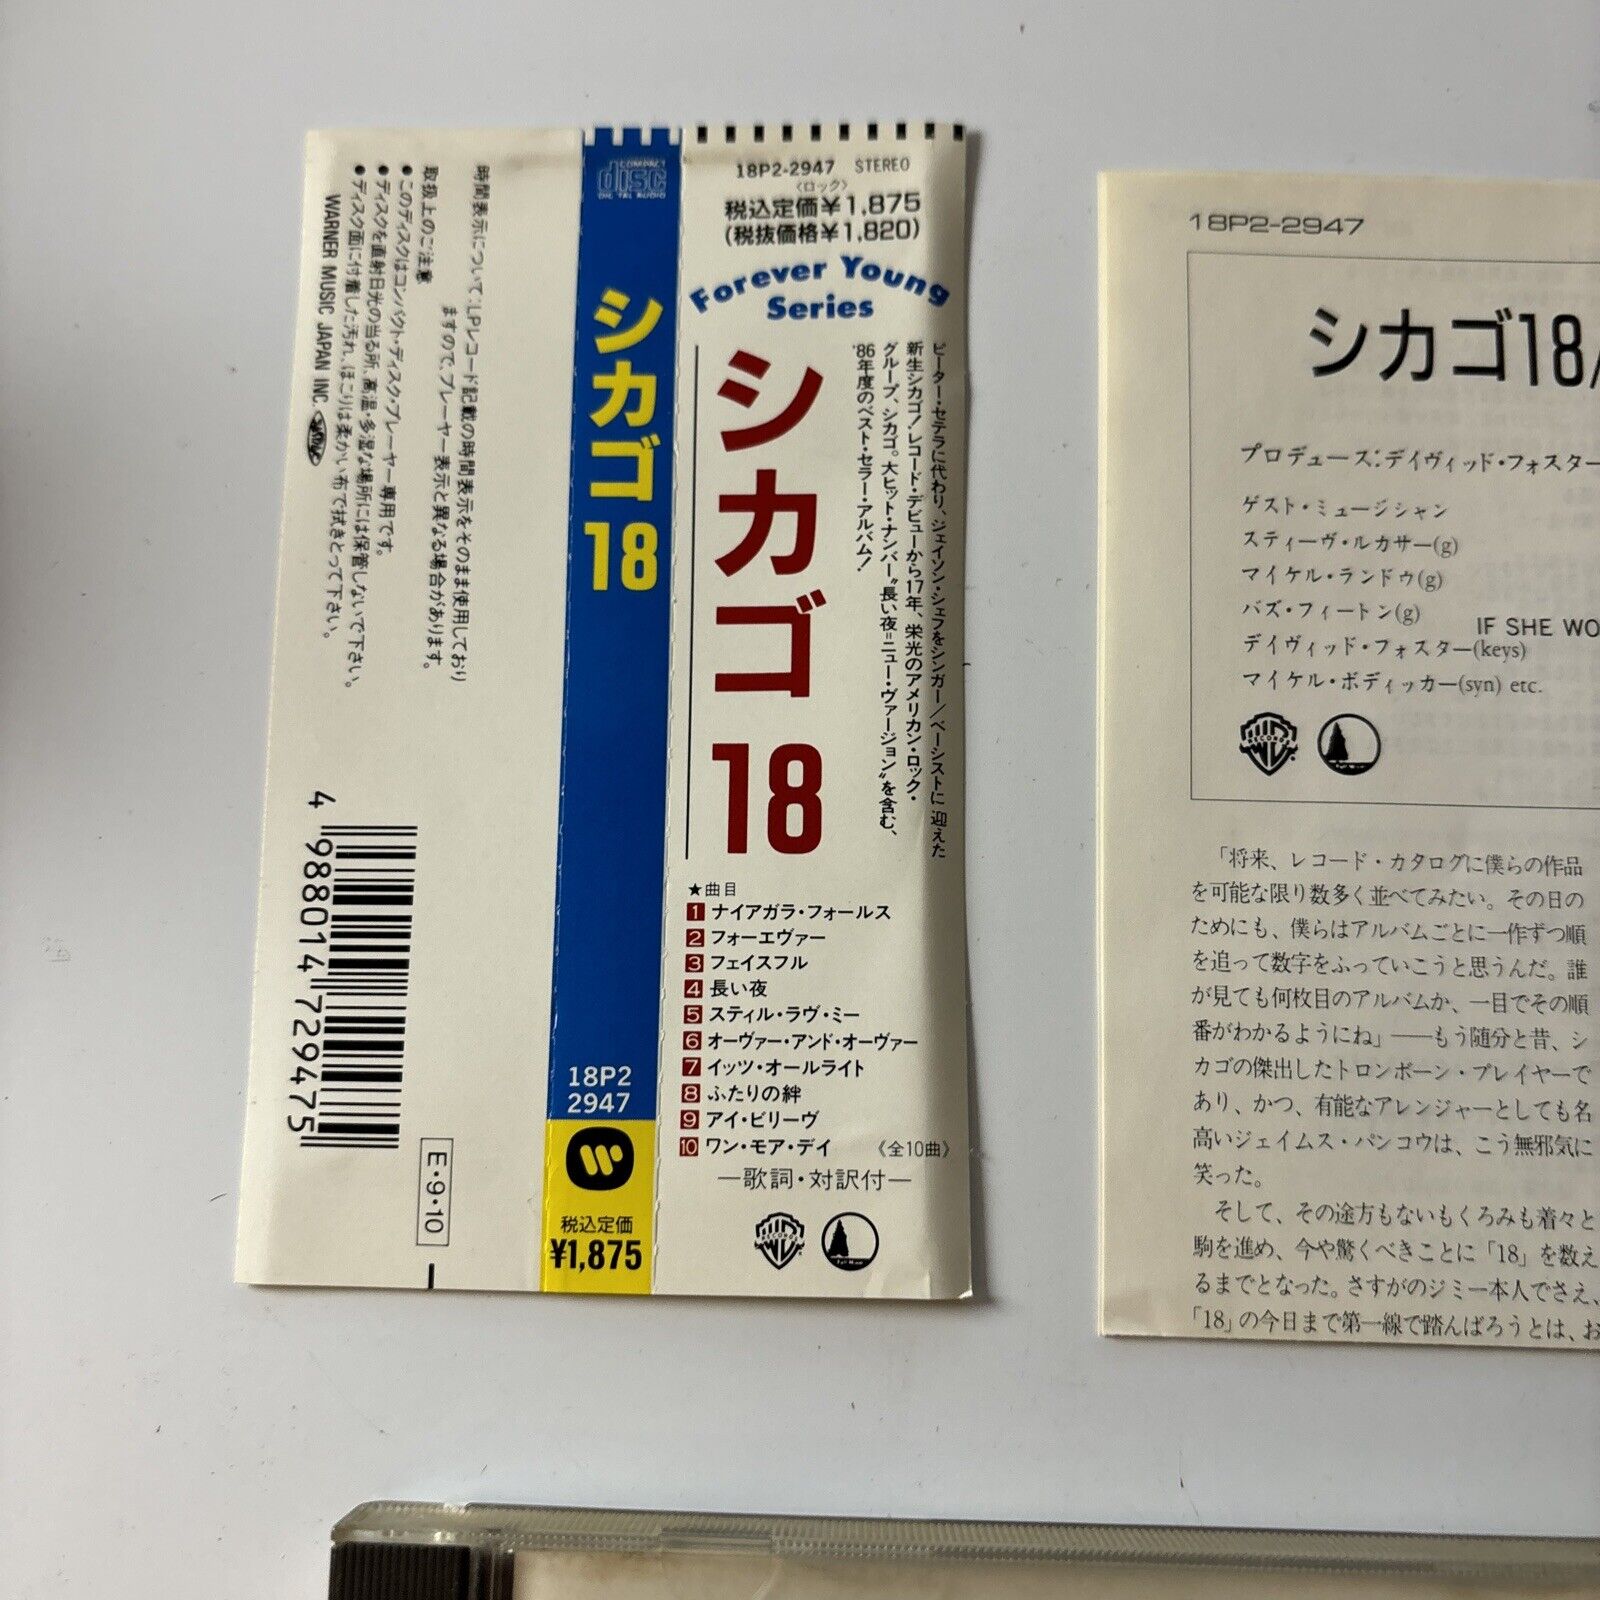 時間表示について:LPレコード記載の時間表示をそのまま使用しており
ますので、プレーヤー表示と異なる場合があります。
取扱上のご注意
●このディスクはコンパクト・ディスク・プレーヤー専用です。
●ディスクを直射日光の当る所、高温・多湿な場所には保管しないで下さい。
●ディスク面に付着した汚れ、ほこりは柔かい布で拭きとって下さい。
WARNER MUSIC JAPAN INC.
4 988014 729475
E・9・10
COMPACT
disc
DIGITAL AUDIO
シカゴ 18
18P2
2947
税込定価
¥1,875
18P2-2947 STEREO
〈ロック〉
税込定価¥1,875
(税抜価格¥1,820)
Forever Young
Series
ピーター・セテラに代わり、ジェイソン・シェフをシンガー/ベーシストに迎えた
新生シカゴ!レコード・デビューから17年、栄光のアメリカン・ロック・
グループ、シカゴ。大ヒット・ナンバー“長い夜=ニュー・ヴァージョン”を含む、
'86年度のベスト・セラー・アルバム!
シカゴ 18
★曲目
1 ナイアガラ・フォールス
2 フォーエヴァー
3 フェイスフル
4 長い夜
5 スティル・ラヴ・ミー
6 オーヴァー・アンド・オーヴァー
7 イッツ・オールライト
8 ふたりの絆
9 アイ・ビリーヴ
10 ワン・モア・デイ 《全10曲》
—歌詞・対訳付—
18P2-2947
シカゴ18/
プロデュース:デイヴィッド・フォスター
ゲスト・ミュージシャン
スティーヴ・ルカサー(g)
マイケル・ランドゥ(g)
バズ・フィートン(g)
IF SHE WO
デイヴィッド・フォスター(keys)
マイケル・ボディッカー(syn) etc.
「将来、レコード・カタログに僕らの作品
を可能な限り数多く並べてみたい。その日の
ためにも、僕らはアルバムごとに一作ずつ順
を追って数字をふっていこうと思うんだ。誰
が見ても何枚目のアルバムか、一目でその順
番がわかるようにね」——もう随分と昔、シ
カゴの傑出したトロンボーン・プレイヤーで
あり、かつ、有能なアレンジャーとしても名
高いジェイムス・パンコウは、こう無邪気に
笑った。
そして、その途方もないもくろみも着々と
駒を進め、今や驚くべきことに「18」を数え
るまでとなった。さすがのジミー本人でさえ、
「18」の今日まで第一線で踏んばろうとは、お